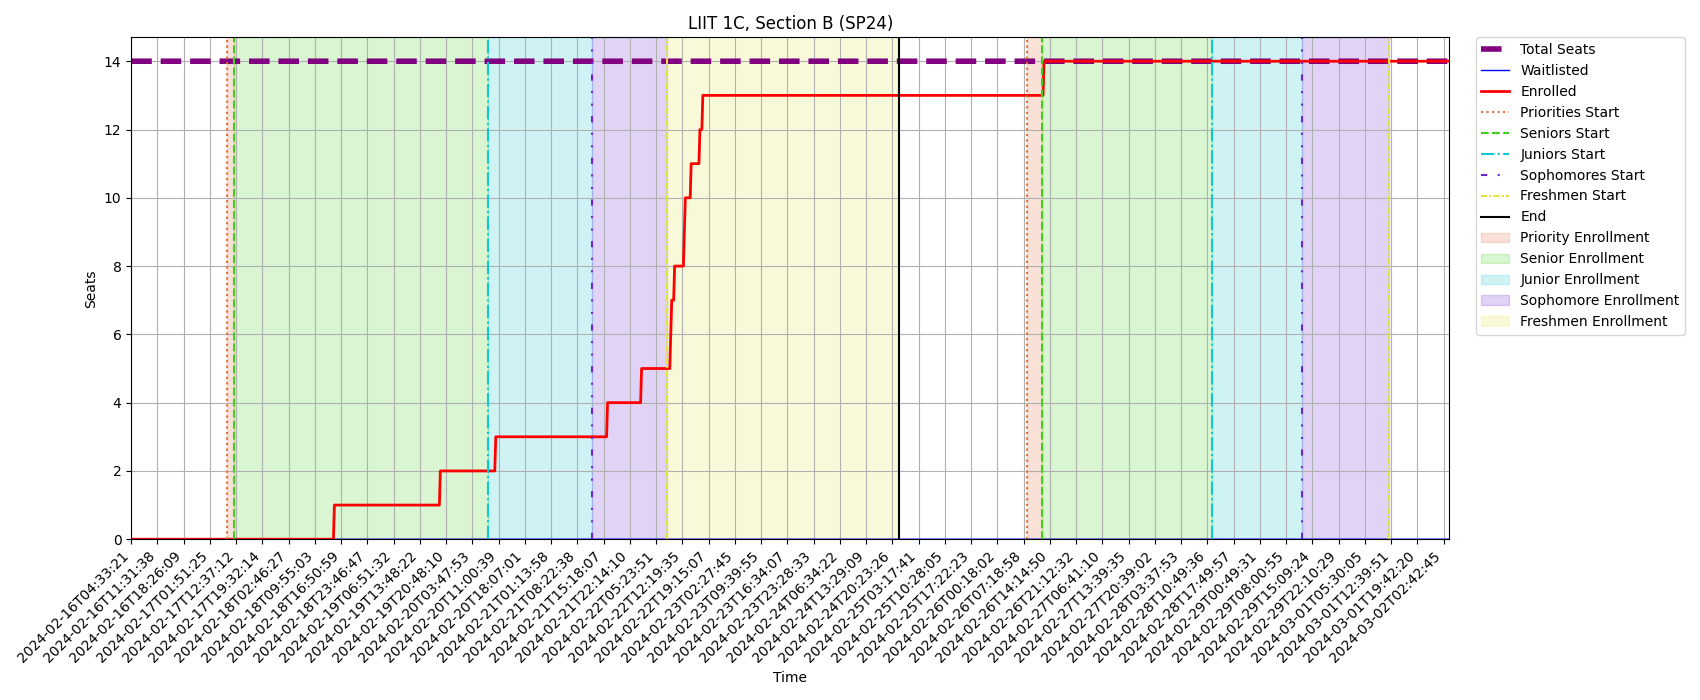 LIIT 1C, Section B (SP24)
Seats
14
12
10
8
6
4
2
0
2024-02-16T04:33:21
2024-02-16T11:31:38
2024-02-16T18:26:09
2024-02-17T01:51:25
2024-02-17T12:37:12
2024-02-17T19:32:14
2024-02-18T02:46:27
2024-02-18T09:55:03
2024-02-18T16:50:59
2024-02-18T23:46:47
2024-02-19T06:51:32
2024-02-19T13:48:22
2024-02-19T20:48:10
2024-02-20T03:47:53
2024-02-20T11:00:39
2024-02-20T18:07:01
2024-02-21T01:13:58
2024-02-21T08:22:38
2024-02-21T15:18:07
2024-02-21T22:14:10
2024-02-22T05:23:51
2024-02-22T12:19:35
2024-02-22T19:15:07
2024-02-23T02:27:45
2024-02-23T09:39:55
2024-02-23T16:34:07
2024-02-23T23:28:33
2024-02-24T06:34:22
2024-02-24T13:29:09
2024-02-24T20:23:26
2024-02-25T03:17:41
2024-02-25T10:28:05
2024-02-25T17:22:23
2024-02-26T00:18:02
2024-02-26T07:18:58
2024-02-26T14:14:50
2024-02-26T21:12:32
2024-02-27T06:41:10
2024-02-27T13:39:35
2024-02-27T20:39:02
2024-02-28T03:37:53
2024-02-28T10:49:36
2024-02-28T17:49:57
2024-02-29T00:49:31
2024-02-29T08:00:55
2024-02-29T15:09:24
2024-02-29T22:10:29
2024-03-01T05:30:05
2024-03-01T12:39:51
2024-03-01T19:42:20
2024-03-02T02:42:45
Time
Total Seats
Waitlisted
Enrolled
Priorities Start
Seniors Start
Juniors Start
Sophomores Start
Freshmen Start
End
Priority Enrollment
Senior Enrollment
Junior Enrollment
Sophomore Enrollment
Freshmen Enrollment